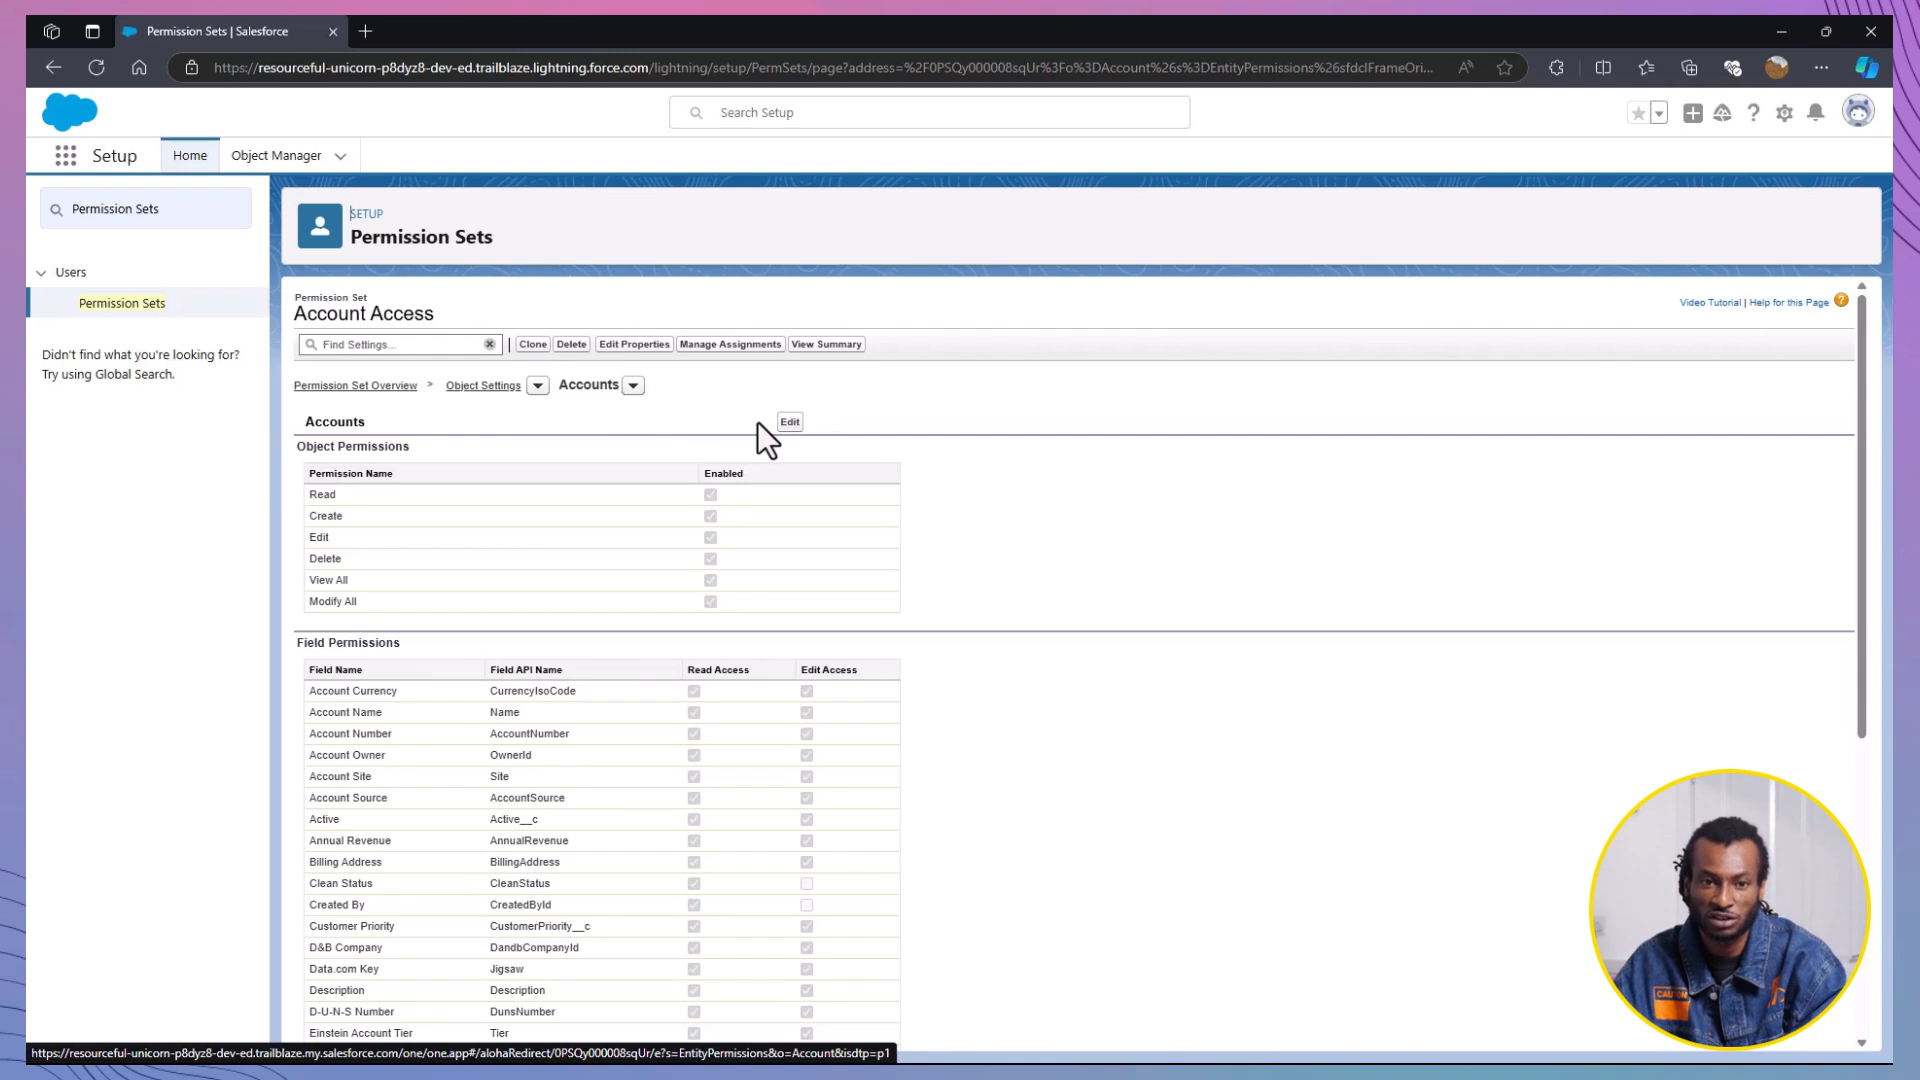 Permission Sets | Salesforce
https://resourceful-unicorn-p8dyz8-dev-ed.trailblaze.lightning.force.com/lightning/setup/PermSets/page?address=%2F0PSQy000008sqUr%3Fo%3DAccount%26s%3DEntityPermissions%26sfdcIFrameOri...
Search Setup
Setup
Home
Object Manager
Permission Sets
Users
Permission Sets
Didn't find what you're looking for?
Try using Global Search.
SETUP
Permission Sets
Permission Set
Account Access
Video Tutorial | Help for this Page
Find Settings...
Clone Delete Edit Properties Manage Assignments View Summary
Permission Set Overview > Object Settings Accounts
Accounts Edit
Object Permissions
Permission Name Enabled
Read
Create
Edit
Delete
View All
Modify All
Field Permissions
Field Name Field API Name Read Access Edit Access
Account Currency CurrencyIsoCode
Account Name Name
Account Number AccountNumber
Account Owner OwnerId
Account Site Site
Account Source AccountSource
Active Active__c
Annual Revenue AnnualRevenue
Billing Address BillingAddress
Clean Status CleanStatus
Created By CreatedById
Customer Priority CustomerPriority__c
D&B Company DandbCompanyId
Data.com Key Jigsaw
Description Description
D-U-N-S Number DunsNumber
Einstein Account Tier Tier
https://resourceful-unicorn-p8dyz8-dev-ed.trailblaze.my.salesforce.com/one/one.app#/alohaRedirect/0PSQy000008sqUr/e?s=EntityPermissions&o=Account&isdtp=p1
CAUTION